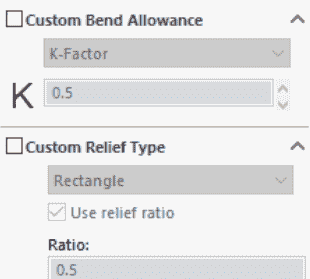 Custom Bend Allowance
K-Factor
K 0.5
Custom Relief Type
Rectangle
Use relief ratio
Ratio:
0.5